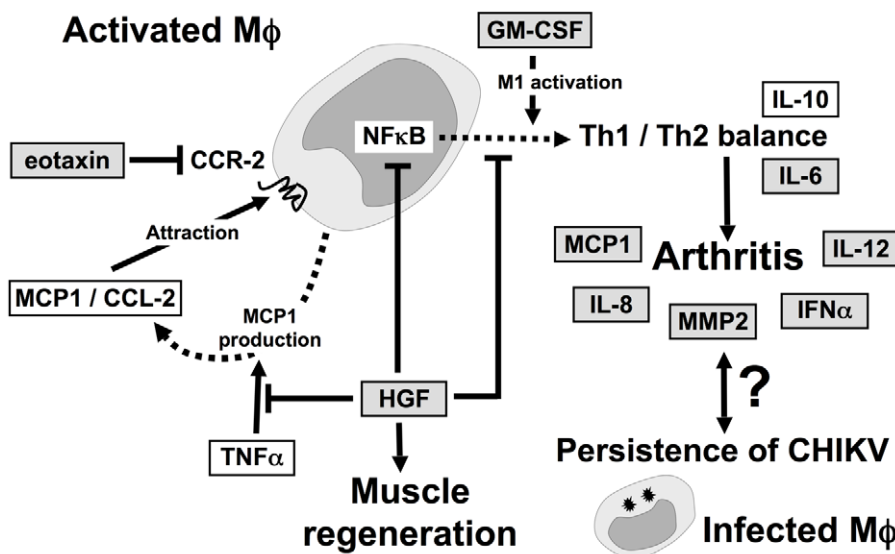 Activated Mϕ
GM-CSF
M1 activation
IL-10
NFκB
Th1 / Th2 balance
eotaxin
CCR-2
IL-6
Attraction
MCP1
Arthritis
IL-12
MCP1 / CCL-2
IL-8
MMP2
IFNα
MCP1
production
HGF
?
TNFα
Persistence of CHIKV
Muscle
regeneration
Infected Mϕ